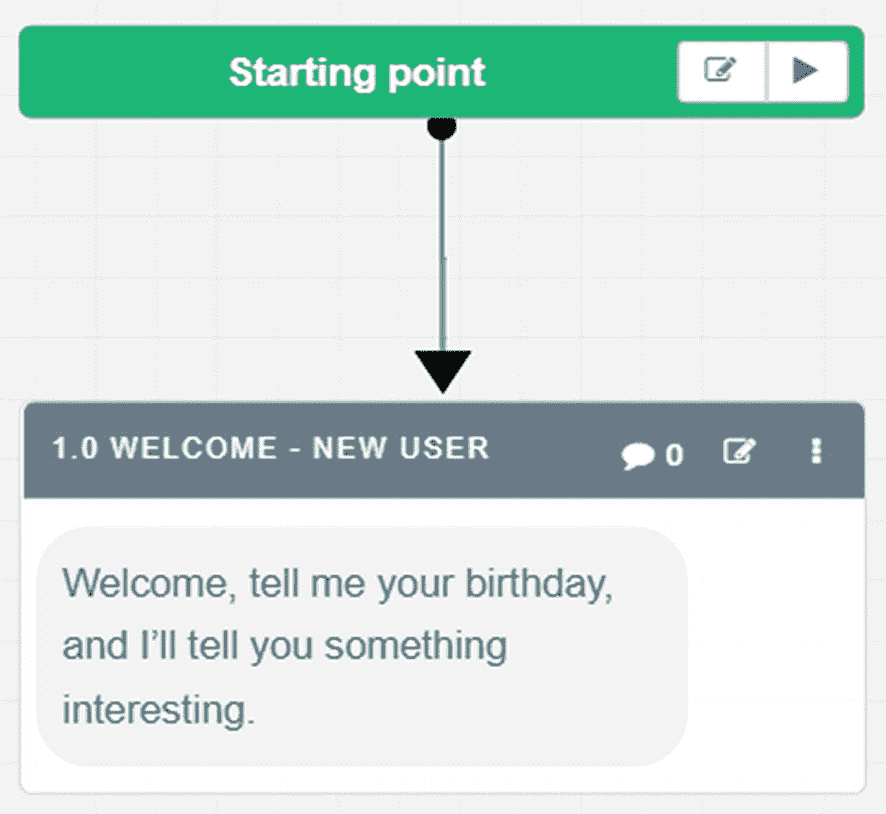 Starting point
1.0 WELCOME - NEW USER
0
Welcome, tell me your birthday,
and I’ll tell you something
interesting.